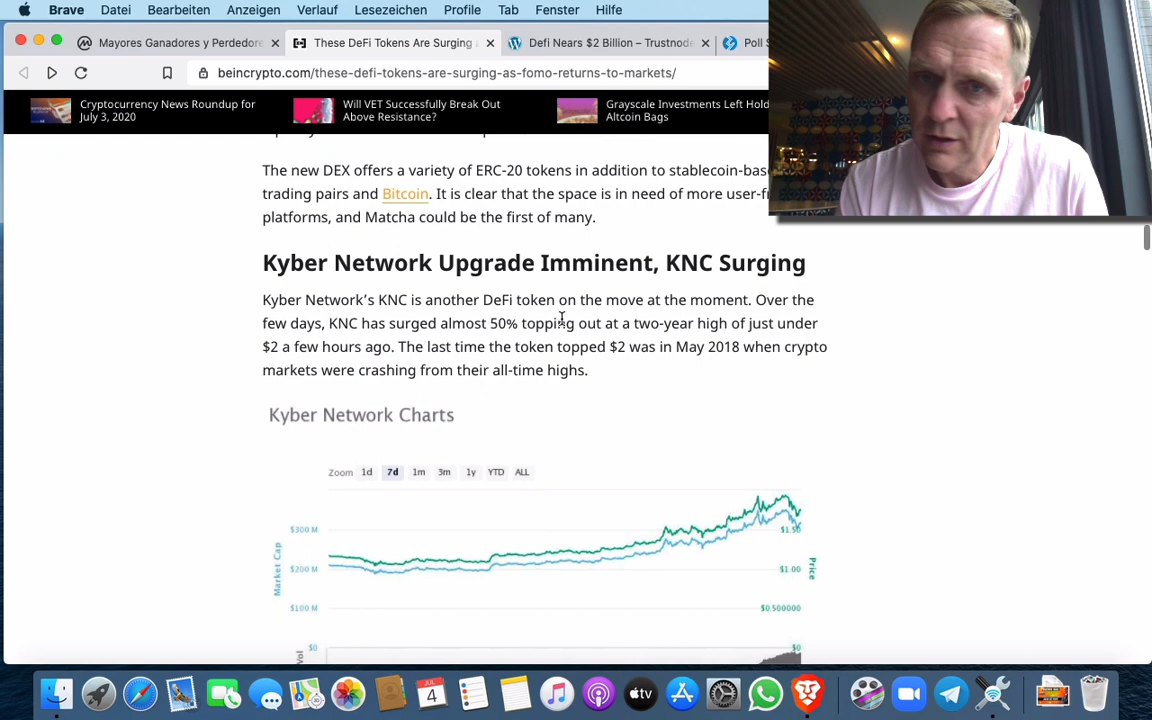 Brave Datei Bearbeiten Anzeigen Verlauf Lesezeichen Profile Tab Fenster Hilfe
Mayores Ganadores y Perdedore
These DeFi Tokens Are Surging
Defi Nears $2 Billion – Trustnode
Poll S
beincrypto.com/these-defi-tokens-are-surging-as-fomo-returns-to-markets/
Cryptocurrency News Roundup for
July 3, 2020
Will VET Successfully Break Out
Above Resistance?
Grayscale Investments Left Hold
Altcoin Bags
The new DEX offers a variety of ERC-20 tokens in addition to stablecoin-bas
trading pairs and Bitcoin. It is clear that the space is in need of more user-f
platforms, and Matcha could be the first of many.
Kyber Network Upgrade Imminent, KNC Surging
Kyber Network’s KNC is another DeFi token on the move at the moment. Over the
few days, KNC has surged almost 50% topping out at a two-year high of just under
$2 a few hours ago. The last time the token topped $2 was in May 2018 when crypto
markets were crashing from their all-time highs.
Kyber Network Charts
Zoom 1d 7d 1m 3m 1y YTD ALL
$300 M $1.50
$200 M $1.00
$100 M $0.500000
$0 $0
Market Cap
Price
Vol
JUL
4
tv